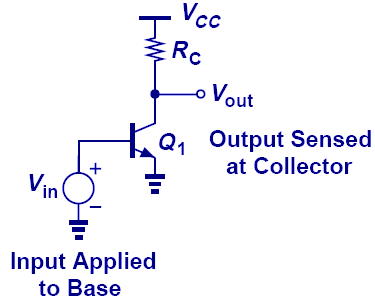 VCC
RC
Vout
Q1
Output Sensed
at Collector
Vin
+
−
Input Applied
to Base